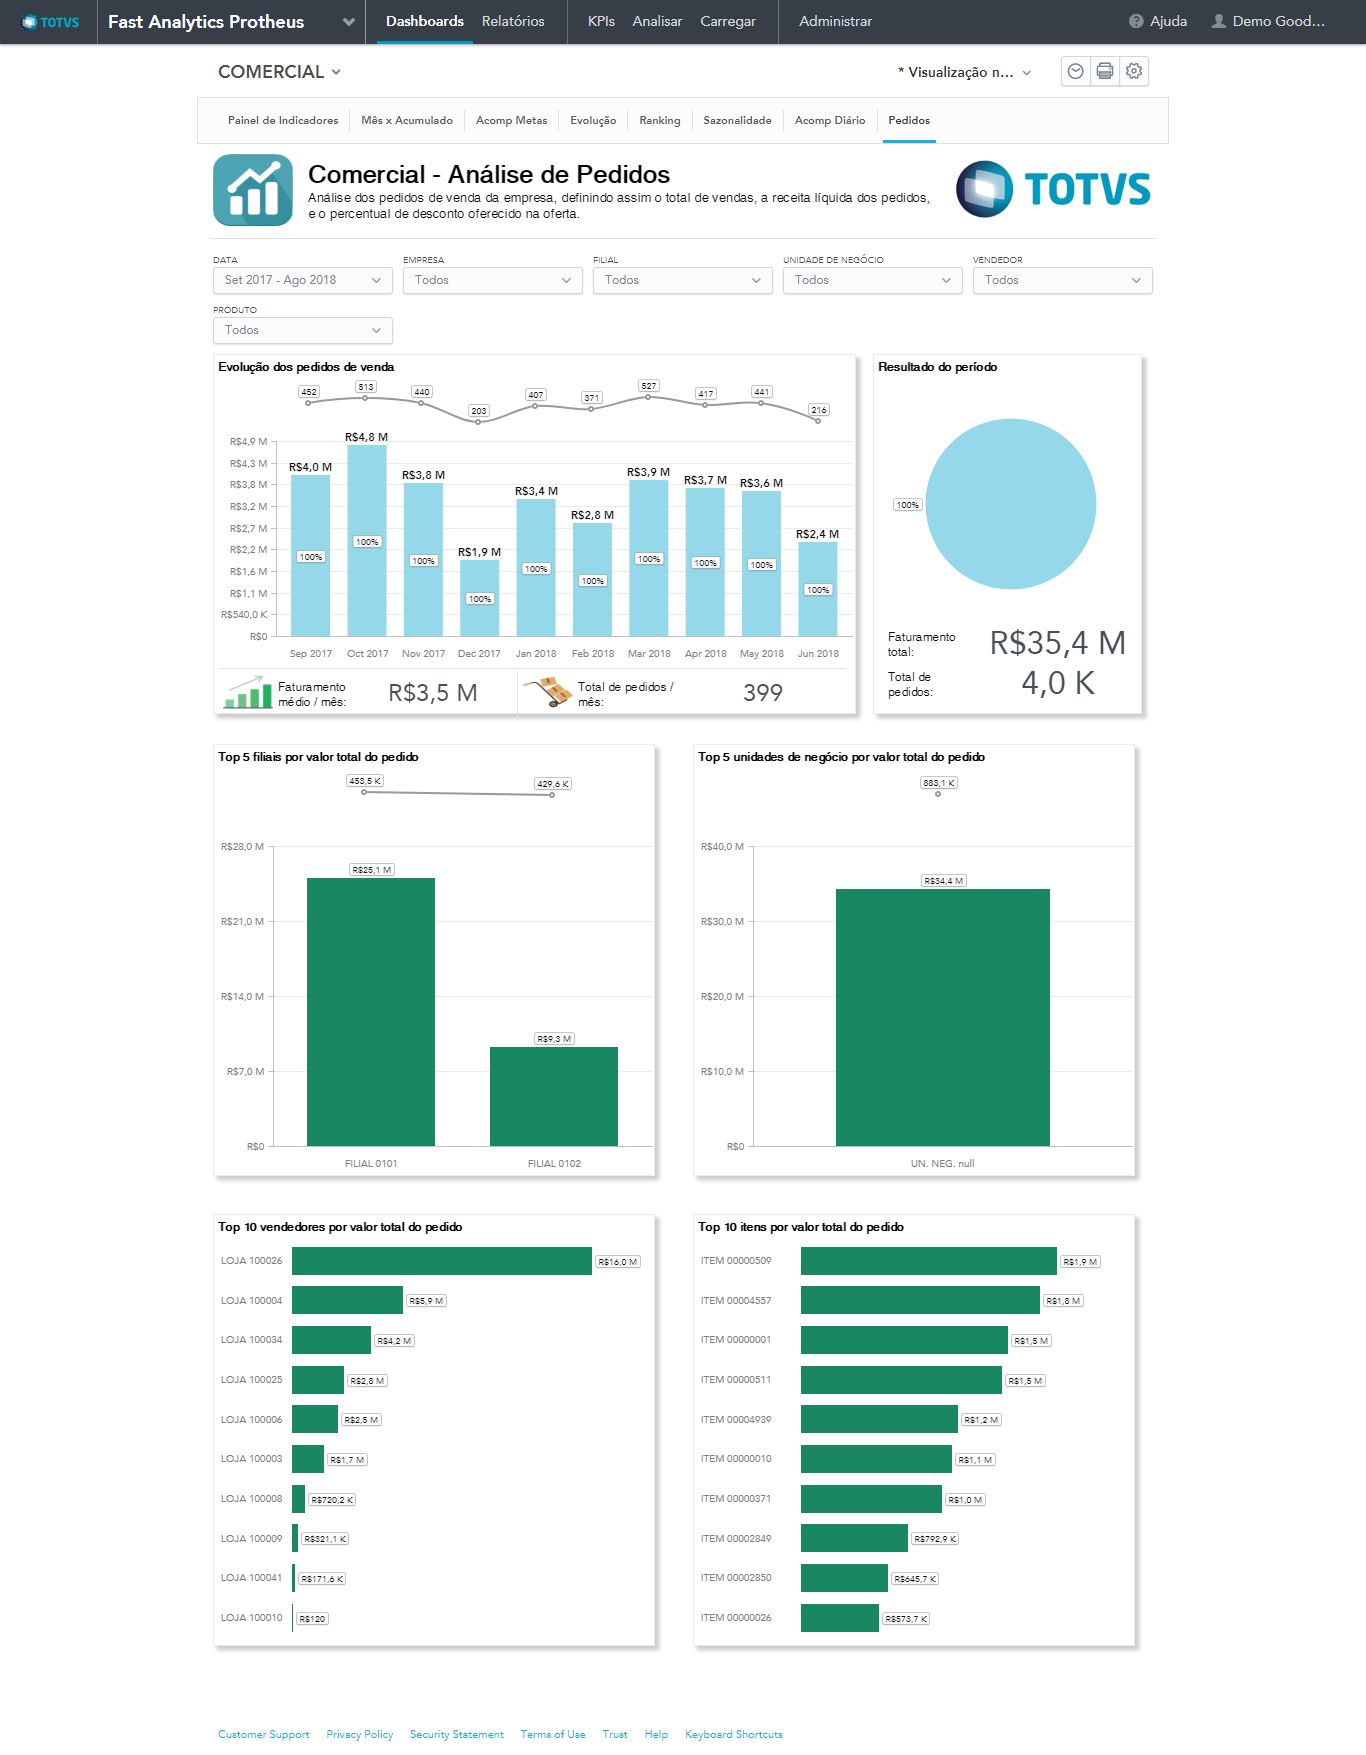 TOTVS
Fast Analytics Protheus
Dashboards
Relatórios
KPIs
Analisar
Carregar
Administrar
Ajuda
Demo Good...
COMERCIAL
* Visualização n...
Painel de Indicadores
Mês x Acumulado
Acomp Metas
Evolução
Ranking
Sazonalidade
Acomp Diário
Pedidos
Comercial - Análise de Pedidos
Análise dos pedidos de venda da empresa, definindo assim o total de vendas, a receita líquida dos pedidos,
e o percentual de desconto oferecido na oferta.
TOTVS
DATA
EMPRESA
FILIAL
UNIDADE DE NEGÓCIO
VENDEDOR
Set 2017 - Ago 2018
Todos
Todos
Todos
Todos
PRODUTO
Todos
Evolução dos pedidos de venda
452
513
440
203
407
371
527
417
441
216
R$4,9 M
R$4,3 M
R$3,8 M
R$3,2 M
R$2,7 M
R$2,2 M
R$1,6 M
R$1,1 M
R$540,0 K
R$0
R$4,0 M
R$4,8 M
R$3,8 M
R$1,9 M
R$3,4 M
R$2,8 M
R$3,9 M
R$3,7 M
R$3,6 M
R$2,4 M
100%
100%
100%
100%
100%
100%
100%
100%
100%
100%
Sep 2017
Oct 2017
Nov 2017
Dec 2017
Jan 2018
Feb 2018
Mar 2018
Apr 2018
May 2018
Jun 2018
Faturamento
médio / mês:
R$3,5 M
Total de pedidos /
mês:
399
Resultado do período
100%
Faturamento
total:
R$35,4 M
Total de
pedidos:
4,0 K
Top 5 filiais por valor total do pedido
453,5 K
429,6 K
R$28,0 M
R$21,0 M
R$14,0 M
R$7,0 M
R$0
R$25,1 M
R$9,3 M
FILIAL 0101
FILIAL 0102
Top 5 unidades de negócio por valor total do pedido
883,1 K
R$40,0 M
R$30,0 M
R$20,0 M
R$10,0 M
R$0
R$34,4 M
UN. NEG. null
Top 10 vendedores por valor total do pedido
LOJA 100026
R$16,0 M
LOJA 100004
R$5,9 M
LOJA 100034
R$4,2 M
LOJA 100025
R$2,8 M
LOJA 100006
R$2,5 M
LOJA 100003
R$1,7 M
LOJA 100008
R$720,2 K
LOJA 100009
R$321,1 K
LOJA 100041
R$171,6 K
LOJA 100010
R$120
Top 10 itens por valor total do pedido
ITEM 00000509
R$1,9 M
ITEM 00004557
R$1,8 M
ITEM 00000001
R$1,5 M
ITEM 00000511
R$1,5 M
ITEM 00004939
R$1,2 M
ITEM 00000010
R$1,1 M
ITEM 00000371
R$1,0 M
ITEM 00002849
R$792,9 K
ITEM 00002850
R$645,7 K
ITEM 00000026
R$573,7 K
Customer Support
Privacy Policy
Security Statement
Terms of Use
Trust
Help
Keyboard Shortcuts